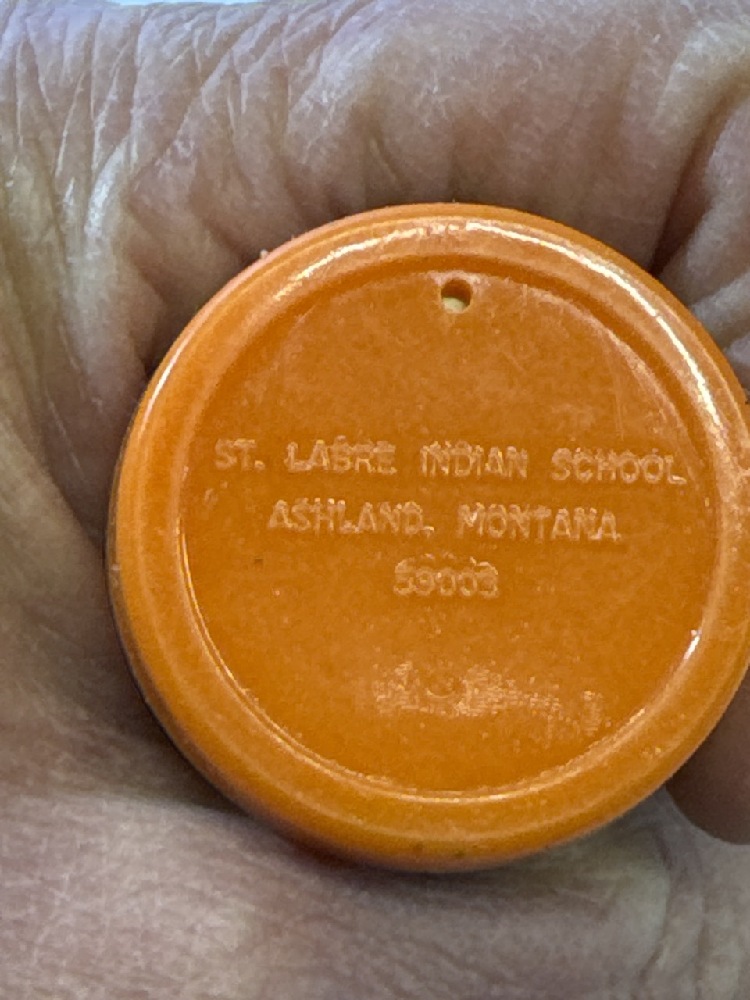 ST. LABRE INDIAN SCHOOL
ASHLAND, MONTANA
59003